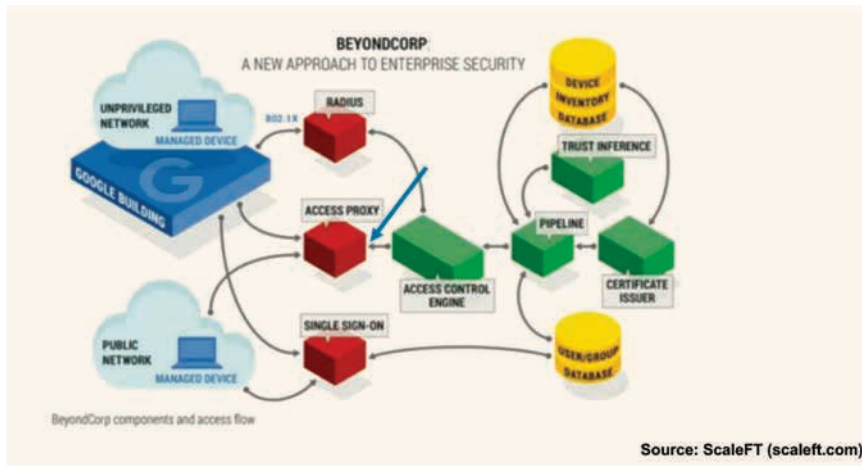 BEYONDCORP:
A NEW APPROACH TO ENTERPRISE SECURITY
UNPRIVILEGED
NETWORK
MANAGED DEVICE
GOOGLE BUILDING
G
802.1X
RADIUS
ACCESS PROXY
SINGLE SIGN-ON
ACCESS CONTROL
ENGINE
DEVICE
INVENTORY
DATABASE
TRUST INFERENCE
PIPELINE
CERTIFICATE
ISSUER
USER/GROUP
DATABASE
PUBLIC
NETWORK
MANAGED DEVICE
BeyondCorp components and access flow
Source: ScaleFT (scaleft.com)